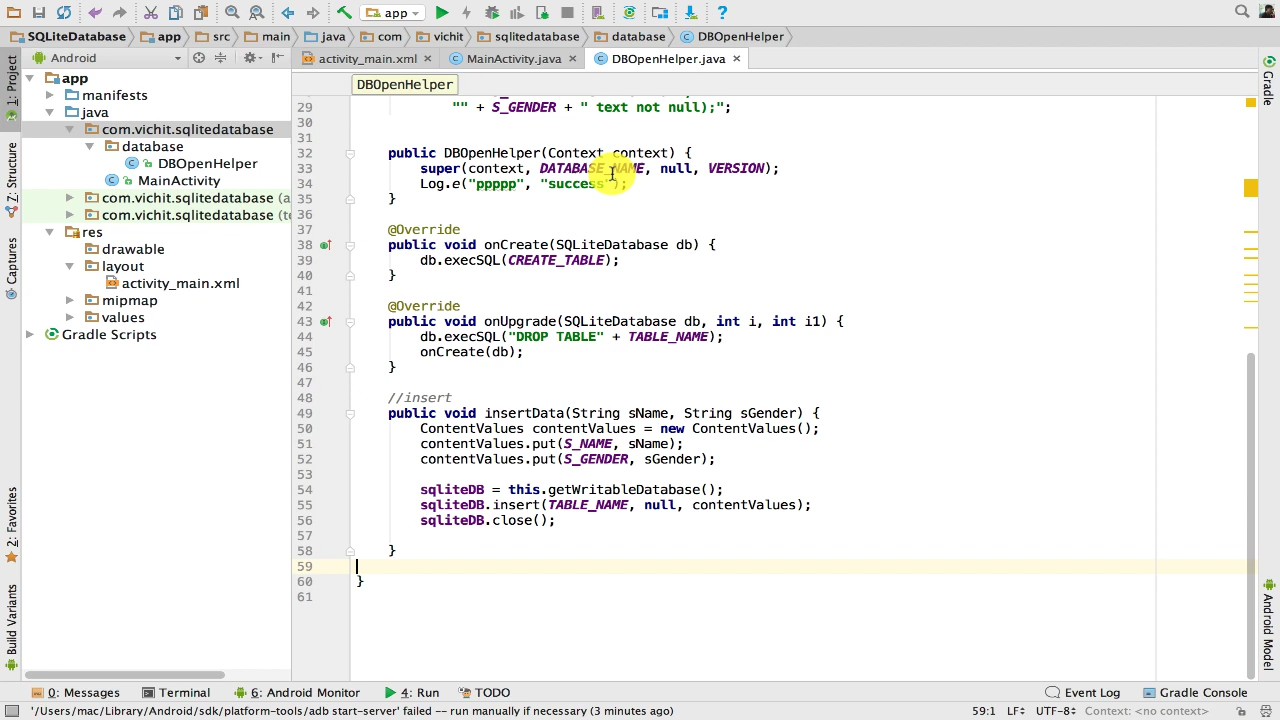 app
SQLiteDatabase app src main java com vichit sqlitedatabase database DBOpenHelper
Android
activity_main.xml
MainActivity.java
DBOpenHelper.java
1: Project
Z: Structure
Captures
2: Favorites
Build Variants
app
manifests
java
com.vichit.sqlitedatabase
database
DBOpenHelper
MainActivity
com.vichit.sqlitedatabase (a
com.vichit.sqlitedatabase (t
res
drawable
layout
activity_main.xml
mipmap
values
Gradle Scripts
DBOpenHelper
29 "" + S_GENDER + " text not null);";
30
31
32 public DBOpenHelper(Context context) {
33 super(context, DATABASE_NAME, null, VERSION);
34 Log.e("ppppp", "success");
35 }
36
37 @Override
38 public void onCreate(SQLiteDatabase db) {
39 db.execSQL(CREATE_TABLE);
40 }
41
42 @Override
43 public void onUpgrade(SQLiteDatabase db, int i, int i1) {
44 db.execSQL("DROP TABLE" + TABLE_NAME);
45 onCreate(db);
46 }
47
48 //insert
49 public void insertData(String sName, String sGender) {
50 ContentValues contentValues = new ContentValues();
51 contentValues.put(S_NAME, sName);
52 contentValues.put(S_GENDER, sGender);
53
54 sqliteDB = this.getWritableDatabase();
55 sqliteDB.insert(TABLE_NAME, null, contentValues);
56 sqliteDB.close();
57
58 }
59
60 }
61
Gradle
Android Model
0: Messages
Terminal
6: Android Monitor
4: Run
TODO
Event Log
Gradle Console
'/Users/mac/Library/Android/sdk/platform-tools/adb start-server' failed -- run manually if necessary (3 minutes ago)
59:1 LF÷ UTF-8÷ Context: <no context>